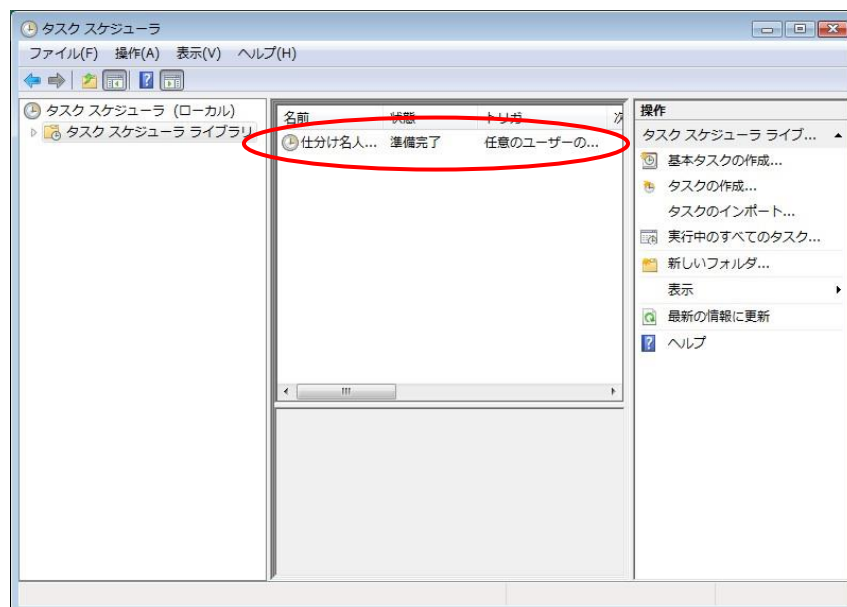 タスク スケジューラ
ファイル(F) 操作(A) 表示(V) ヘルプ(H)
タスク スケジューラ (ローカル)
タスク スケジューラ ライブラリ
名前 状態 トリガ 次
仕分け名人... 準備完了 任意のユーザーの...
操作
タスク スケジューラ ライブ...
基本タスクの作成...
タスクの作成...
タスクのインポート...
実行中のすべてのタスク...
新しいフォルダ...
表示
最新の情報に更新
ヘルプ